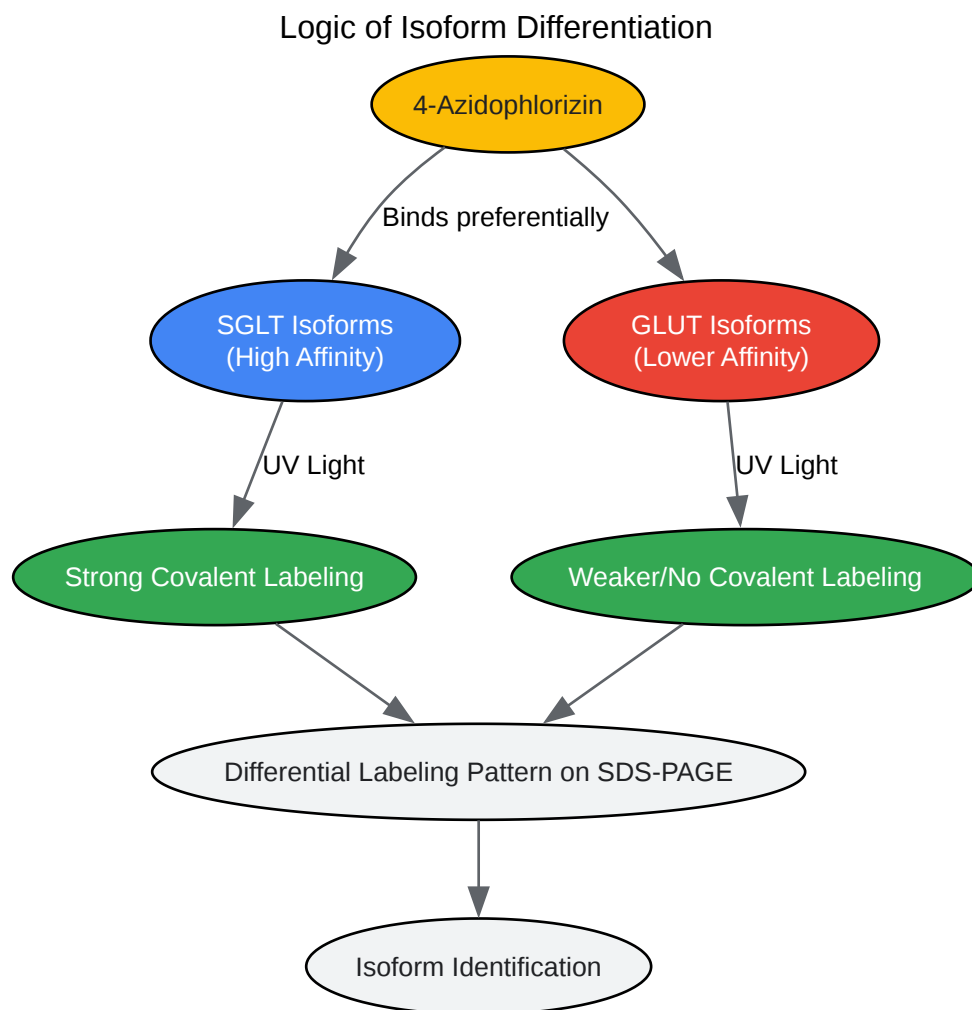 Logic of Isoform Differentiation
4-Azidophlorizin
Binds preferentially
SGLT Isoforms
(High Affinity)
GLUT Isoforms
(Lower Affinity)
UV Light
UV Light
Strong Covalent Labeling
Weaker/No Covalent Labeling
Differential Labeling Pattern on SDS-PAGE
Isoform Identification